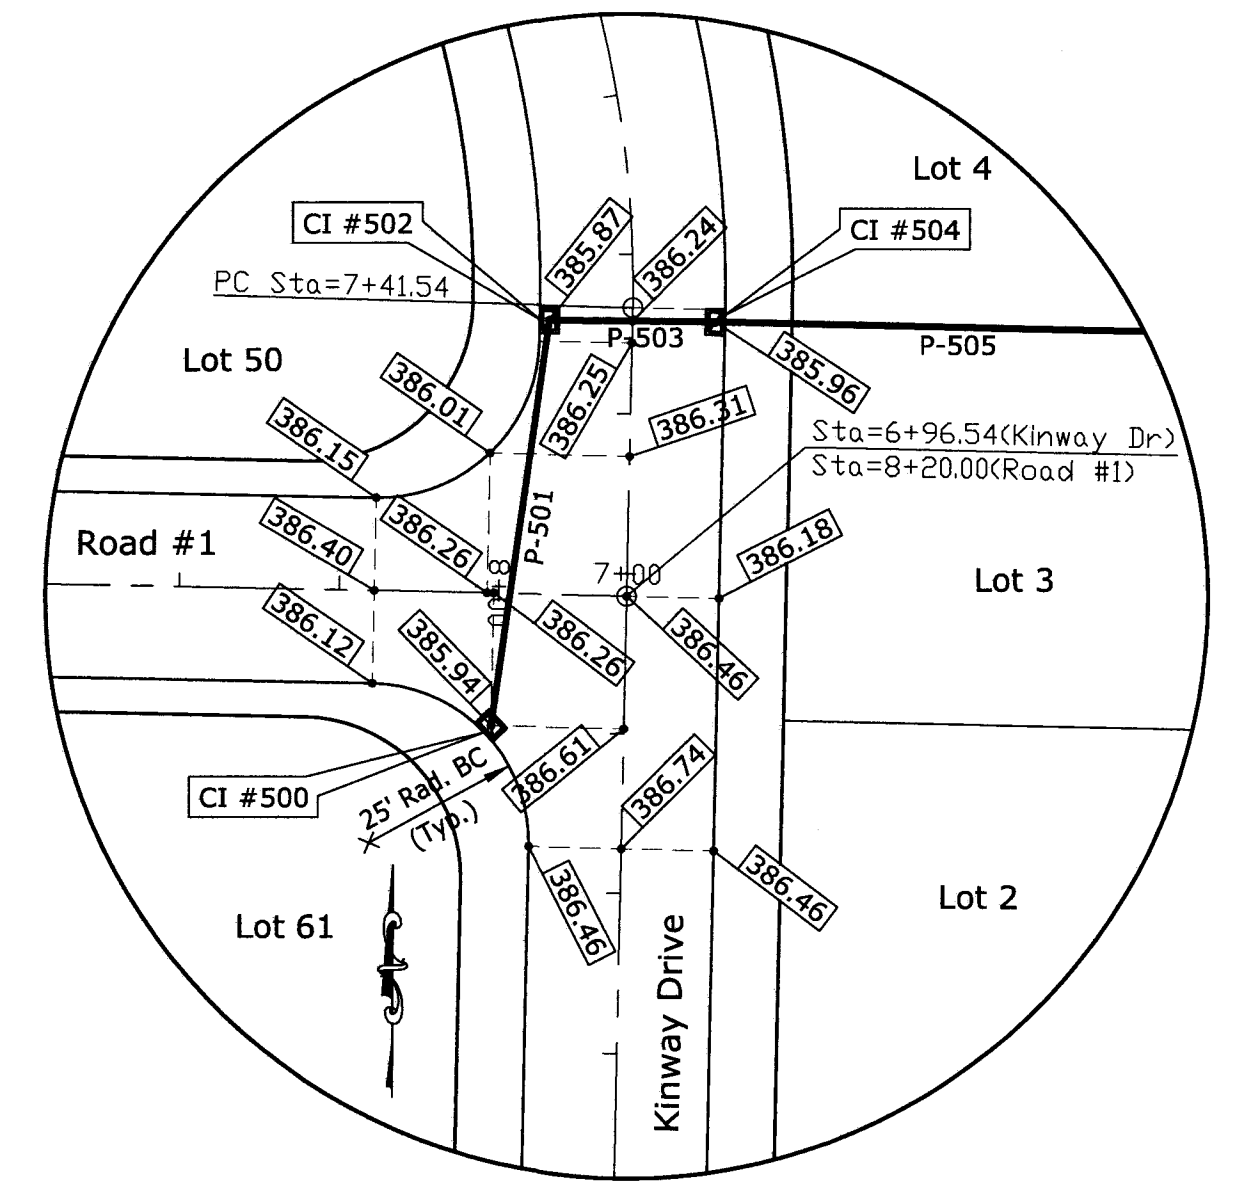 Lot 4
CI #502
385.87
386.24
CI #504
PC Sta=7+41.54
P-503
P-505
Lot 50
386.01
386.25
385.96
386.31
386.15
Sta=6+96.54(Kinway Dr)
Sta=8+20.00(Road #1)
386.40
386.26
P-501
386.18
Road #1
8+00
7+00
Lot 3
386.12
385.94
386.26
386.46
CI #500
25' Rad. BC
(Typ.)
386.61
386.74
386.46
386.46
Lot 2
Lot 61
Kinway Drive